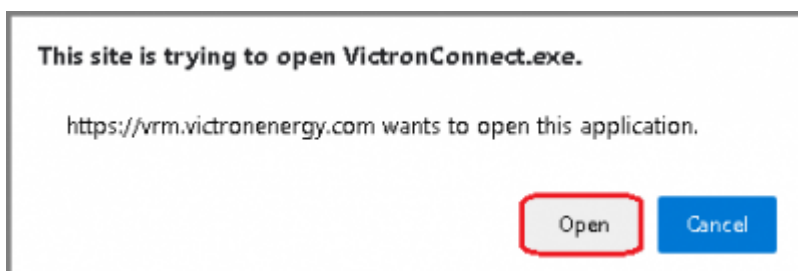 This site is trying to open VictronConnect.exe.
https://vrm.victronenergy.com wants to open this application.
Open Cancel